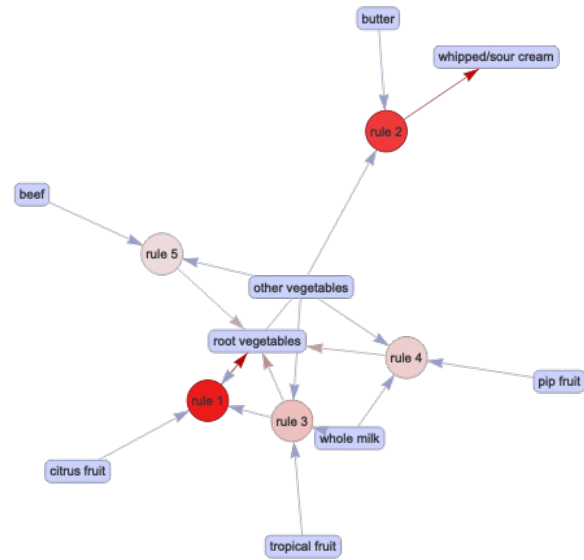 butter
whipped/sour cream
rule 2
beef
rule 5
other vegetables
root vegetables
rule 4
pip fruit
rule 1
rule 3
whole milk
citrus fruit
tropical fruit